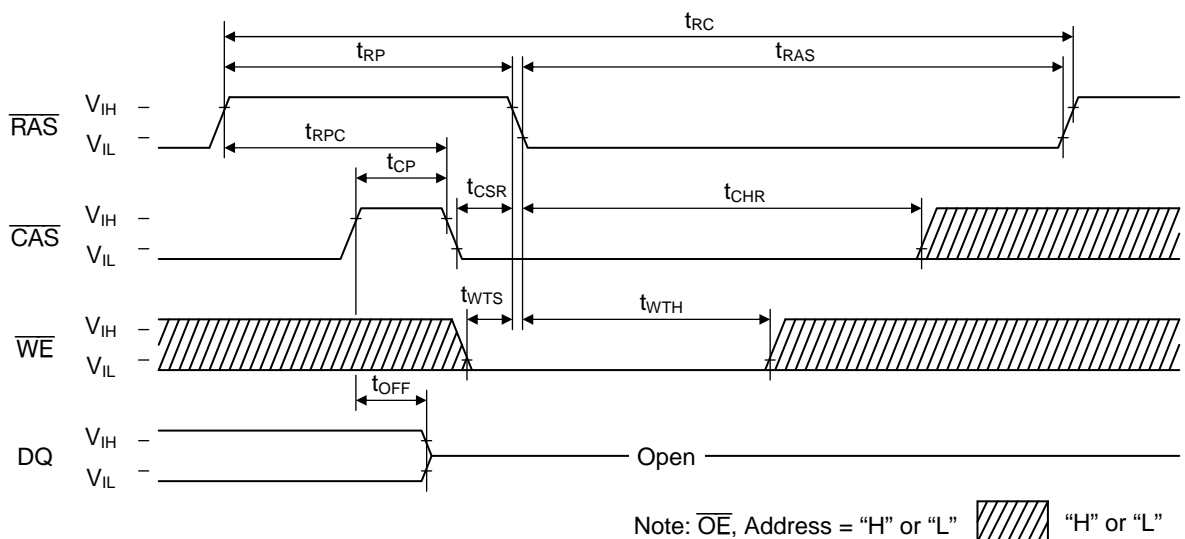 tRC
tRP
tRAS
RAS
VIH
VIL
tRPC
tCP
tCSR
tCHR
CAS
VIH
VIL
tWTS
tWTH
WE
VIH
VIL
tOFF
DQ
VIH
VIL
Open
Note: OE, Address = “H” or “L”
“H” or “L”